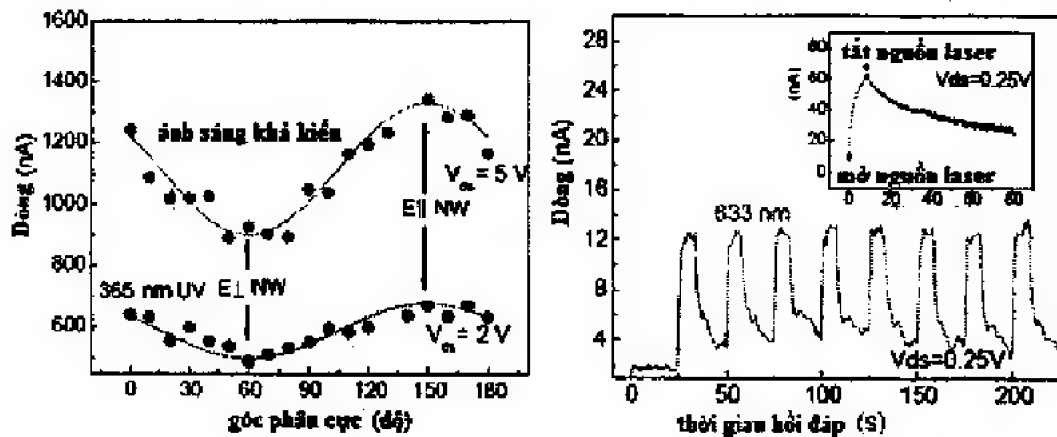 1600
1400
1200
1000
800
600
Dòng (nA)
ánh sáng khả kiến
V = 5 V
E NW
365 nm UV
E⊥ NW
V = 2 V
0 30 60 90 120 150 180
góc phân cực (độ)
28
24
20
16
12
8
4
Dòng (nA)
633 nm
Vds=0.25V
0 50 100 150 200
thời gian hồi đáp (S)
80
60
40
20
0
(nA)
tắt nguồn laser
Vds=0.25V
mở nguồn laser
0 20 40 60 80